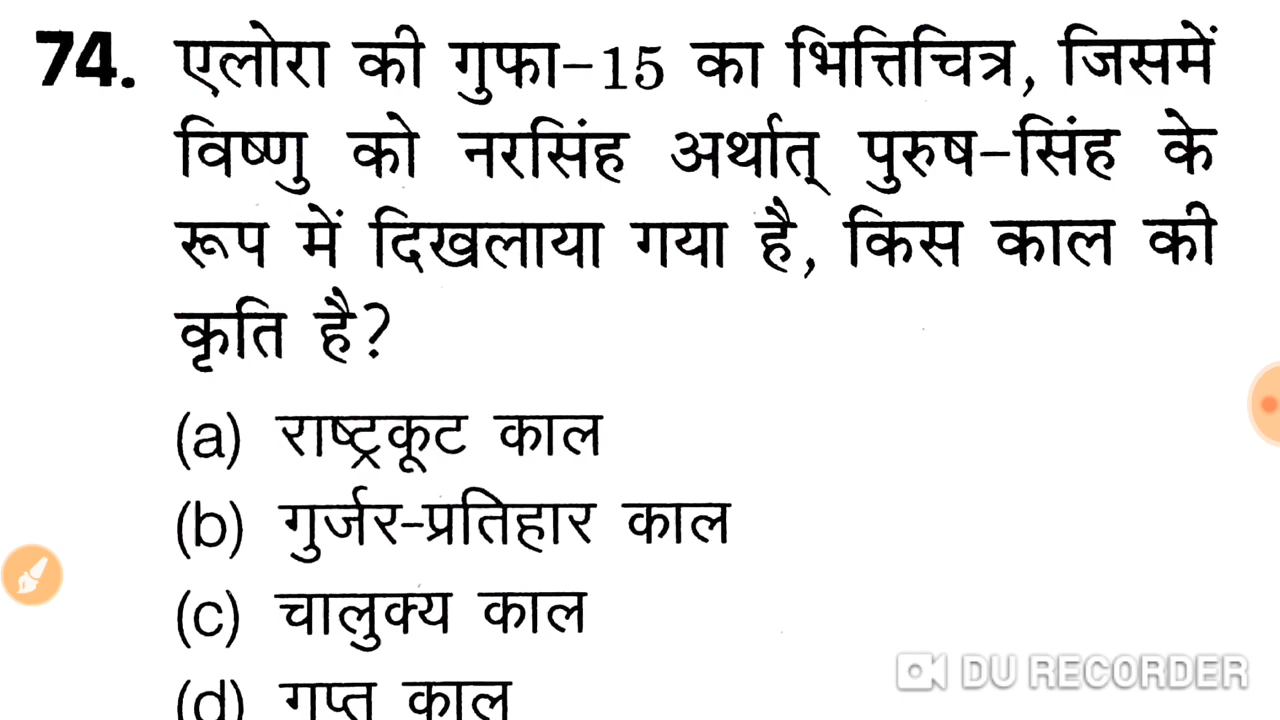 74. एलोरा की गुफा-15 का भित्तिचित्र, जिसमें
विष्णु को नरसिंह अर्थात् पुरुष-सिंह के
रूप में दिखलाया गया है, किस काल की
कृति है?
(a) राष्ट्रकूट काल
(b) गुर्जर-प्रतिहार काल
(c) चालुक्य काल
(d) गुप्त काल
DU RECORDER